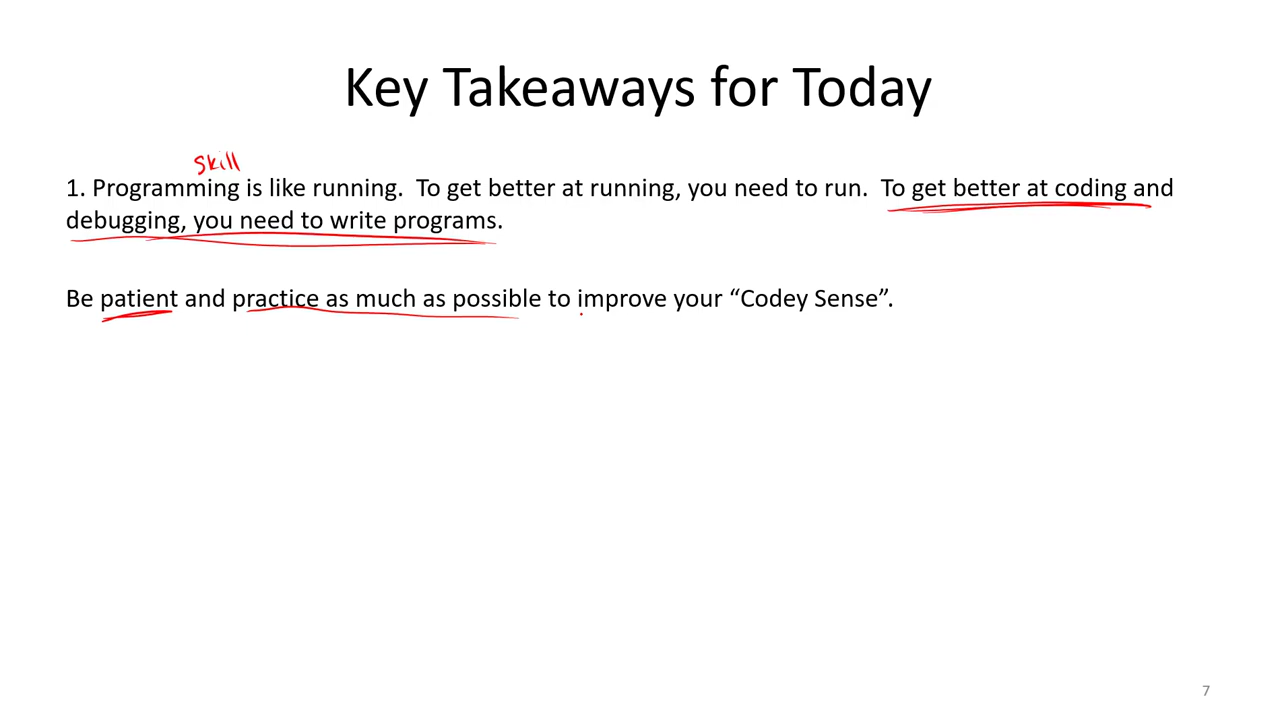 Key Takeaways for Today
skill
1. Programming is like running. To get better at running, you need to run. To get better at coding and
debugging, you need to write programs.
Be patient and practice as much as possible to improve your “Codey Sense”.
7